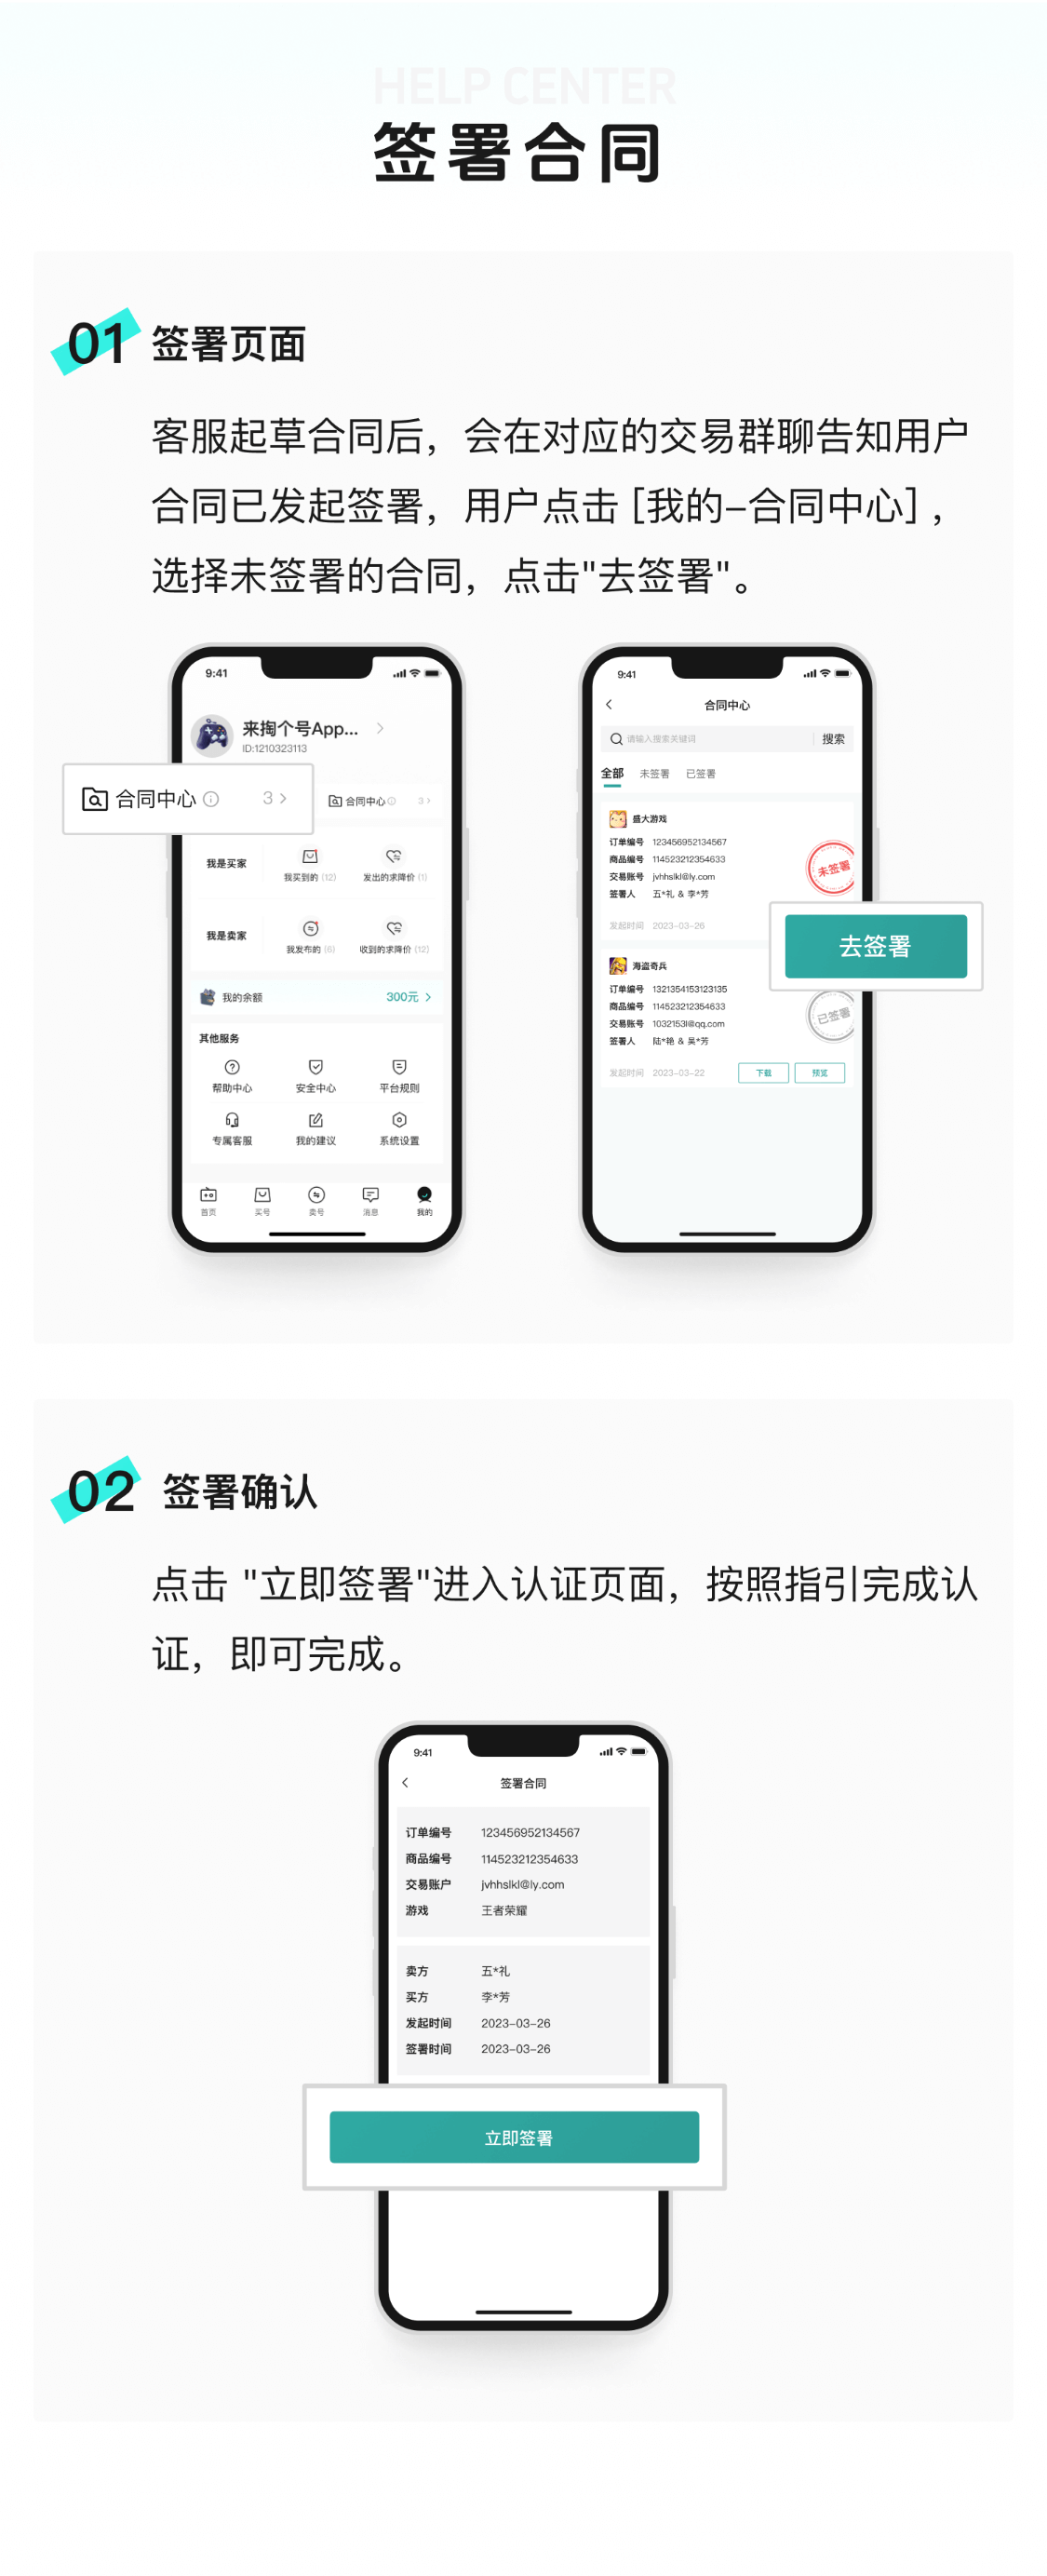 HELP CENTER
签署合同
01 签署页面
客服起草合同后，会在对应的交易群聊告知用户
合同已发起签署，用户点击 [我的-合同中心]，
选择未签署的合同，点击"去签署"。
9:41
来掏个号App...
ID:1210323113
合同中心 3
合同中心 3
我是买家
我买到的 (12) 发出的求降价 (1)
我是卖家
我发布的 (6) 收到的求降价 (12)
我的余额 300元
其他服务
帮助中心 安全中心 平台规则
专属客服 我的建议 系统设置
首页 买号 卖号 消息 我的
9:41
合同中心
请输入搜索关键词 搜索
全部 未签署 已签署
盛大游戏
订单编号 123456952134567
商品编号 114523212354633
交易账号 jvhhslkl@ly.com
签署人 五*礼 & 李*芳
未签署
发起时间 2023-03-26
去签署
海盗奇兵
订单编号 1321354153123135
商品编号 114523212354633
交易账号 1032153l@qq.com
签署人 陆*艳 & 吴*芳
已签署
发起时间 2023-03-22 下载 预览
02 签署确认
点击 "立即签署"进入认证页面，按照指引完成认
证，即可完成。
9:41
签署合同
订单编号 123456952134567
商品编号 114523212354633
交易账户 jvhhslkl@ly.com
游戏 王者荣耀
卖方 五*礼
买方 李*芳
发起时间 2023-03-26
签署时间 2023-03-26
立即签署